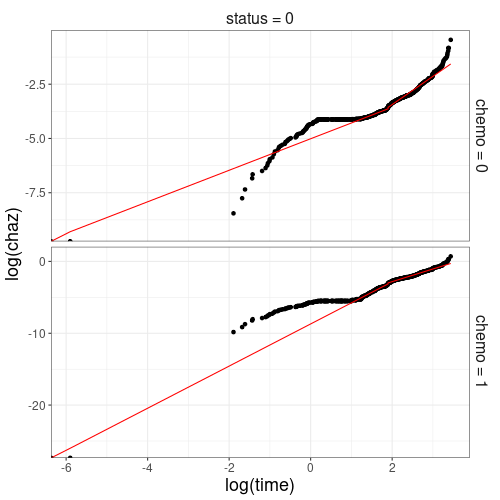 status = 0
-2.5
-5.0
-7.5
chemo = 0
log(chaz)
0
-10
-20
chemo = 1
-6 -4 -2 0 2
log(time)